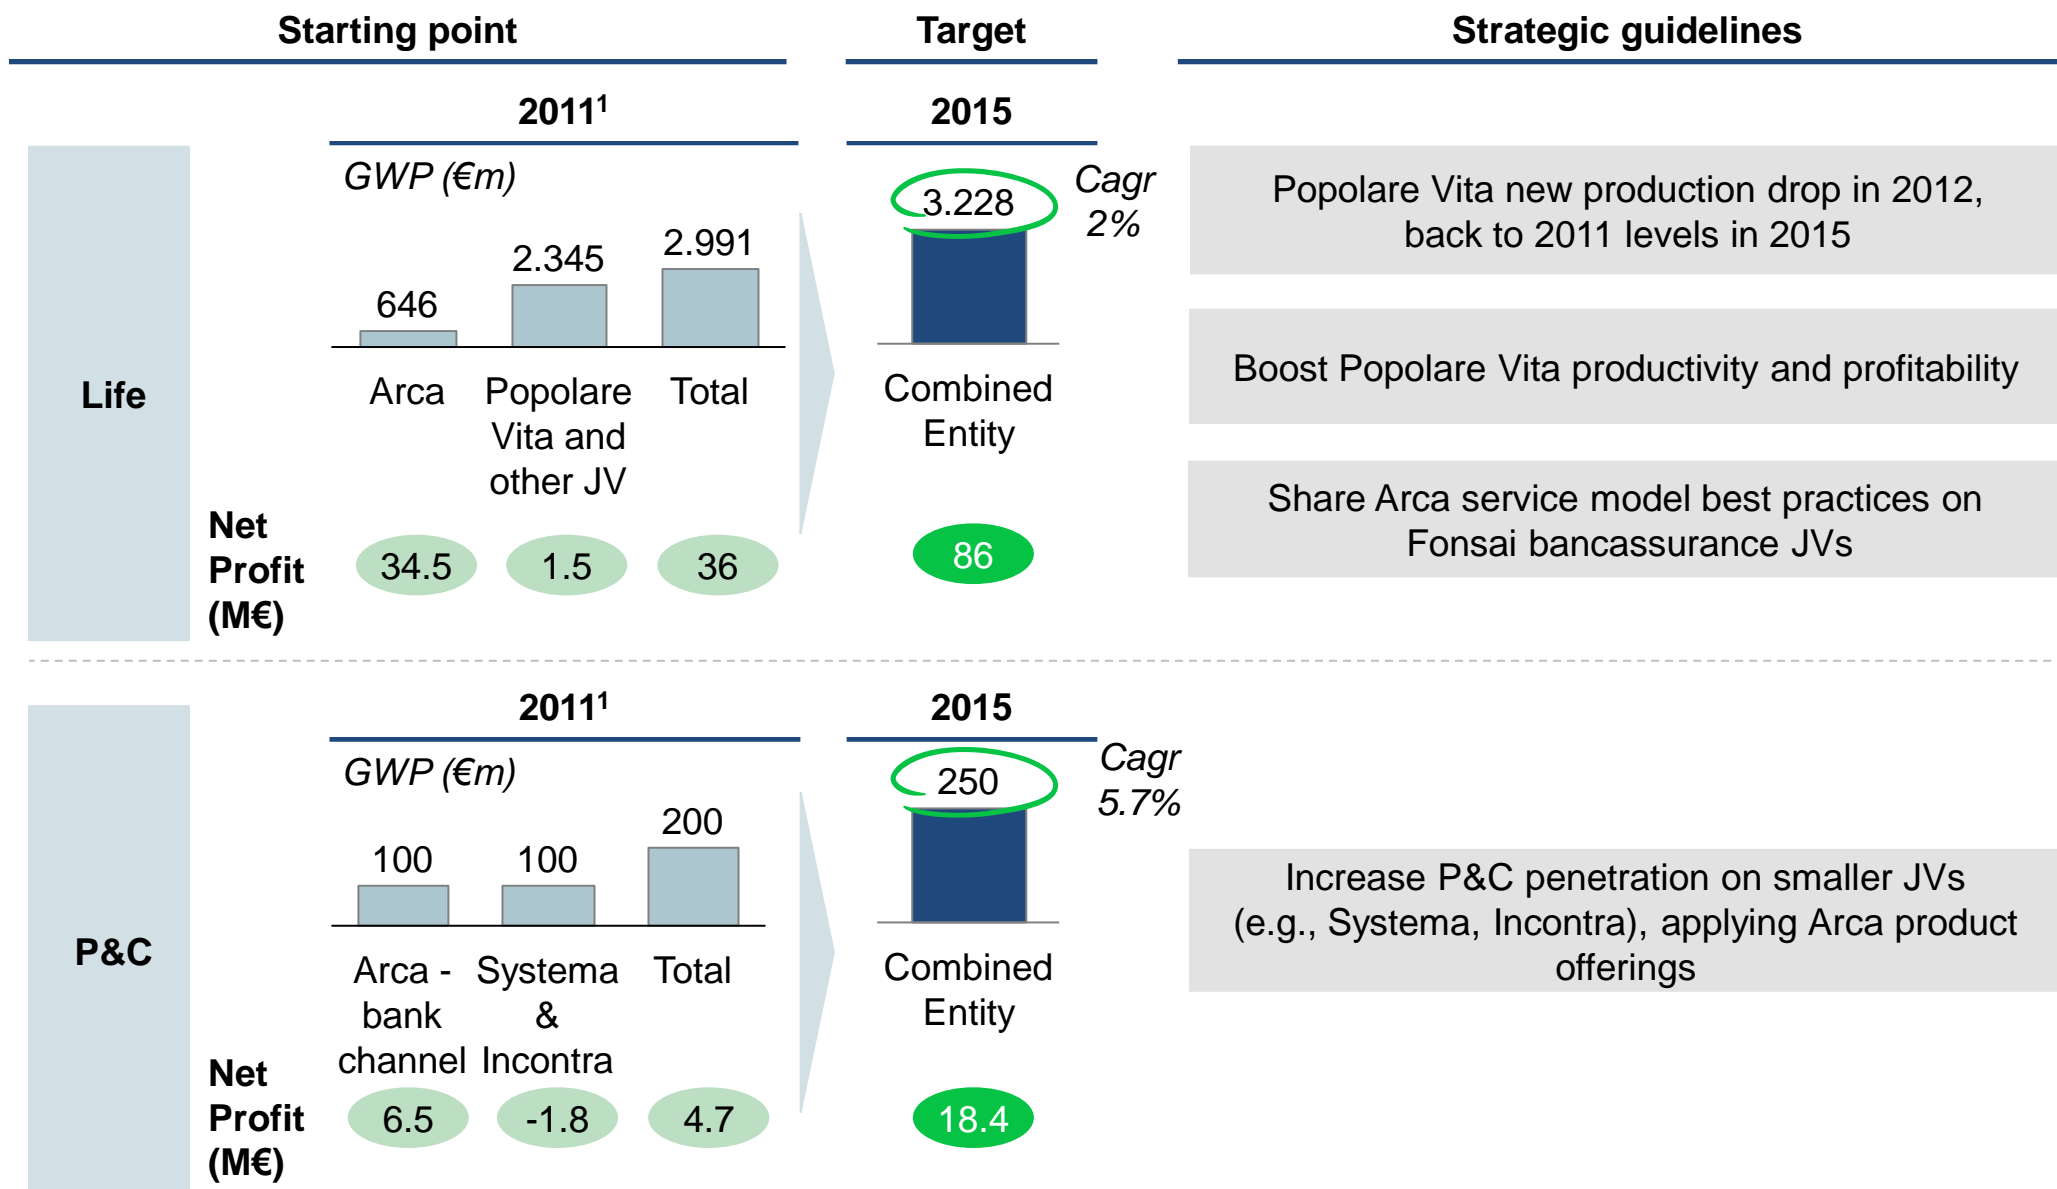 Starting point
Target
Strategic guidelines
2011¹
2015
Life
GWP (€m)
646
2.345
2.991
3.228
Cagr
2%
Arca
Popolare
Vita and
other JV
Total
Combined
Entity
Net
Profit
(M€)
34.5
1.5
36
86
Popolare Vita new production drop in 2012,
back to 2011 levels in 2015
Boost Popolare Vita productivity and profitability
Share Arca service model best practices on
Fonsai bancassurance JVs
2011¹
2015
P&C
GWP (€m)
100
100
200
250
Cagr
5.7%
Arca -
bank
channel
Systema
&
Incontra
Total
Combined
Entity
Net
Profit
(M€)
6.5
-1.8
4.7
18.4
Increase P&C penetration on smaller JVs
(e.g., Systema, Incontra), applying Arca product
offerings